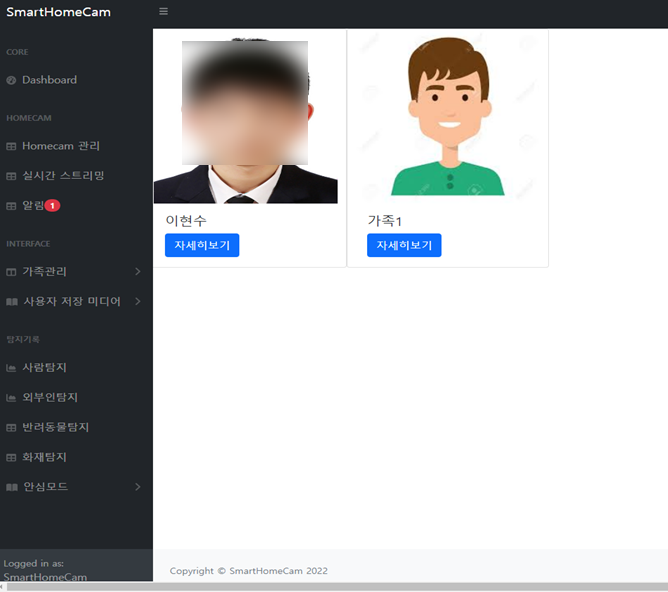 SmartHomeCam
CORE
Dashboard
HOMECAM
Homecam 관리
실시간 스트리밍
알림 1
INTERFACE
가족관리
사용자 저장 미디어
탐지기록
사람탐지
외부인탐지
반려동물탐지
화재탐지
안심모드
Logged in as:
SmartHomeCam
이현수
자세히보기
가족1
자세히보기
Copyright © SmartHomeCam 2022